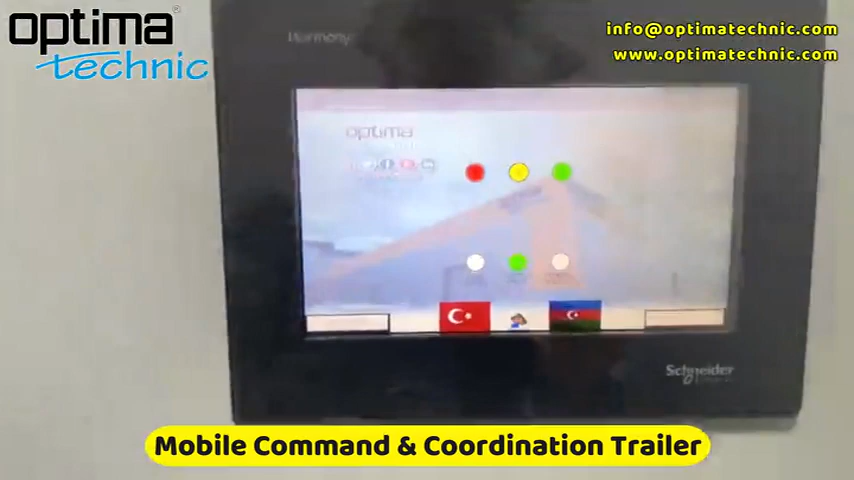 optima®
technic
info@optimatechnic.com
www.optimatechnic.com
Harmony
optima
Schneider
Mobile Command & Coordination Trailer